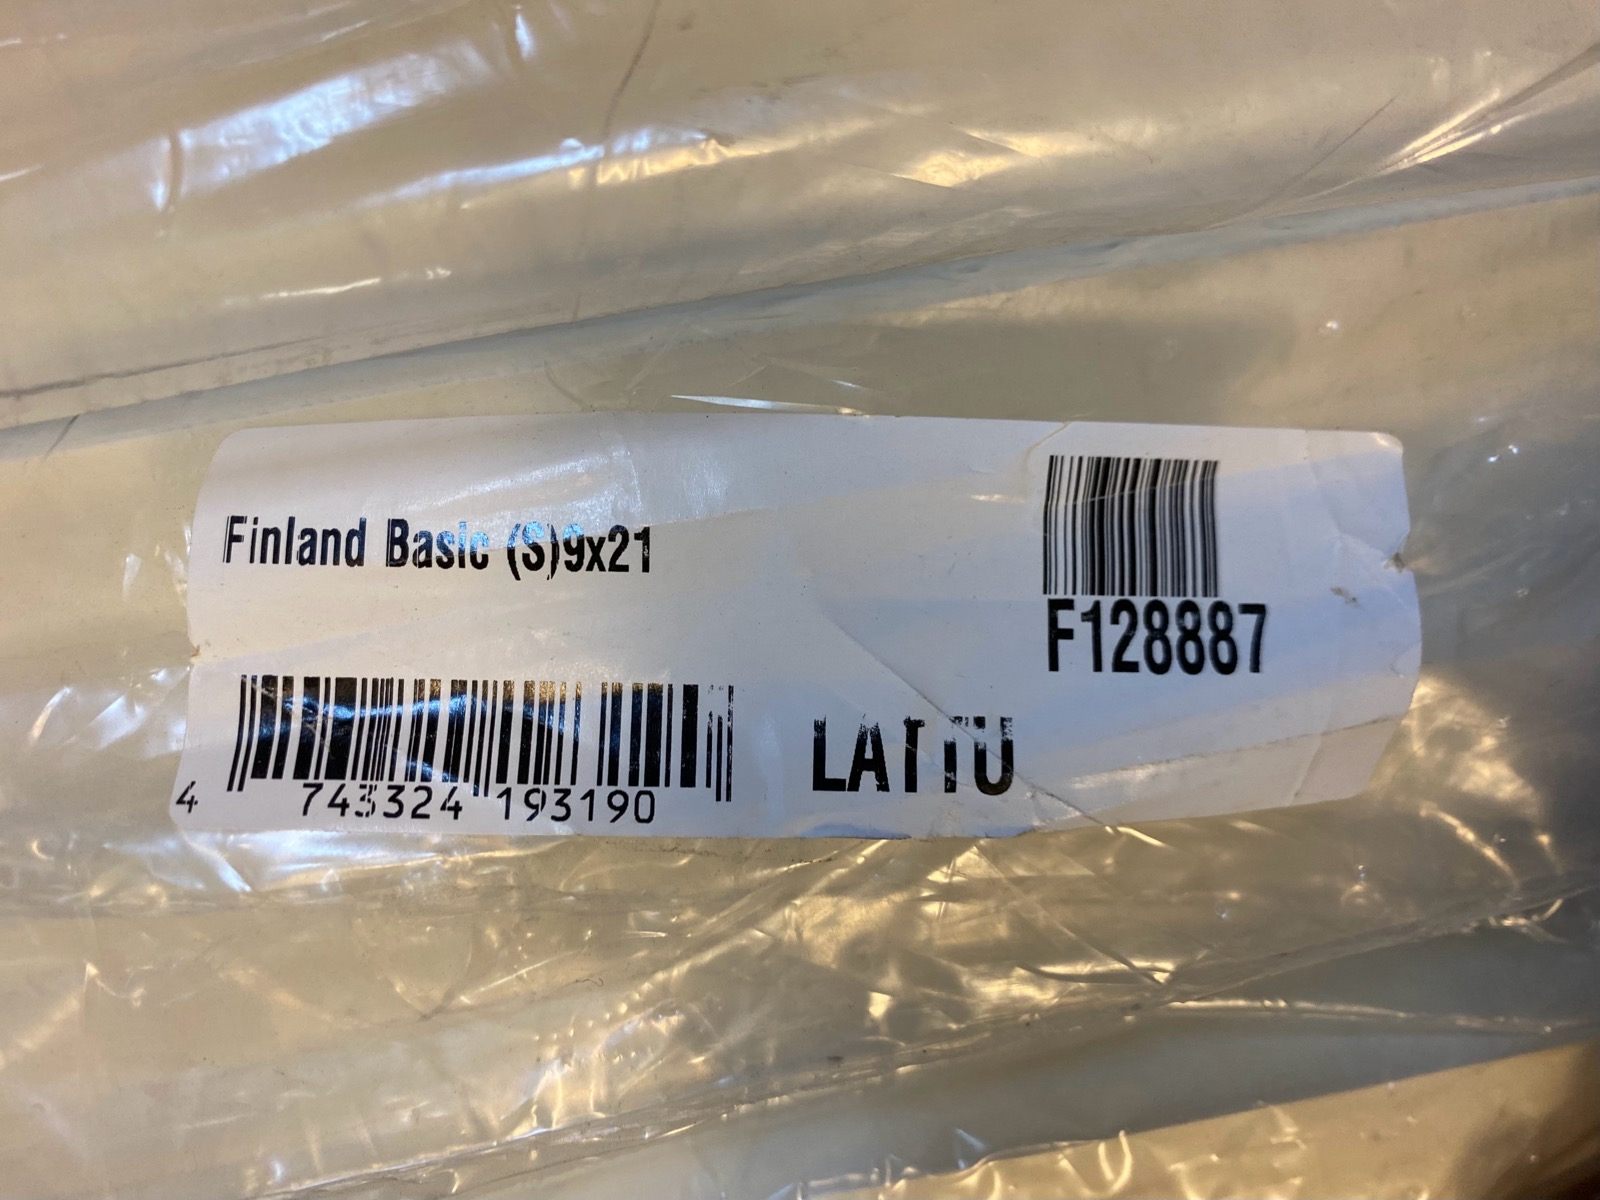 Finland Basic (S)9x21
F128887
4 743324 193190
LATTU